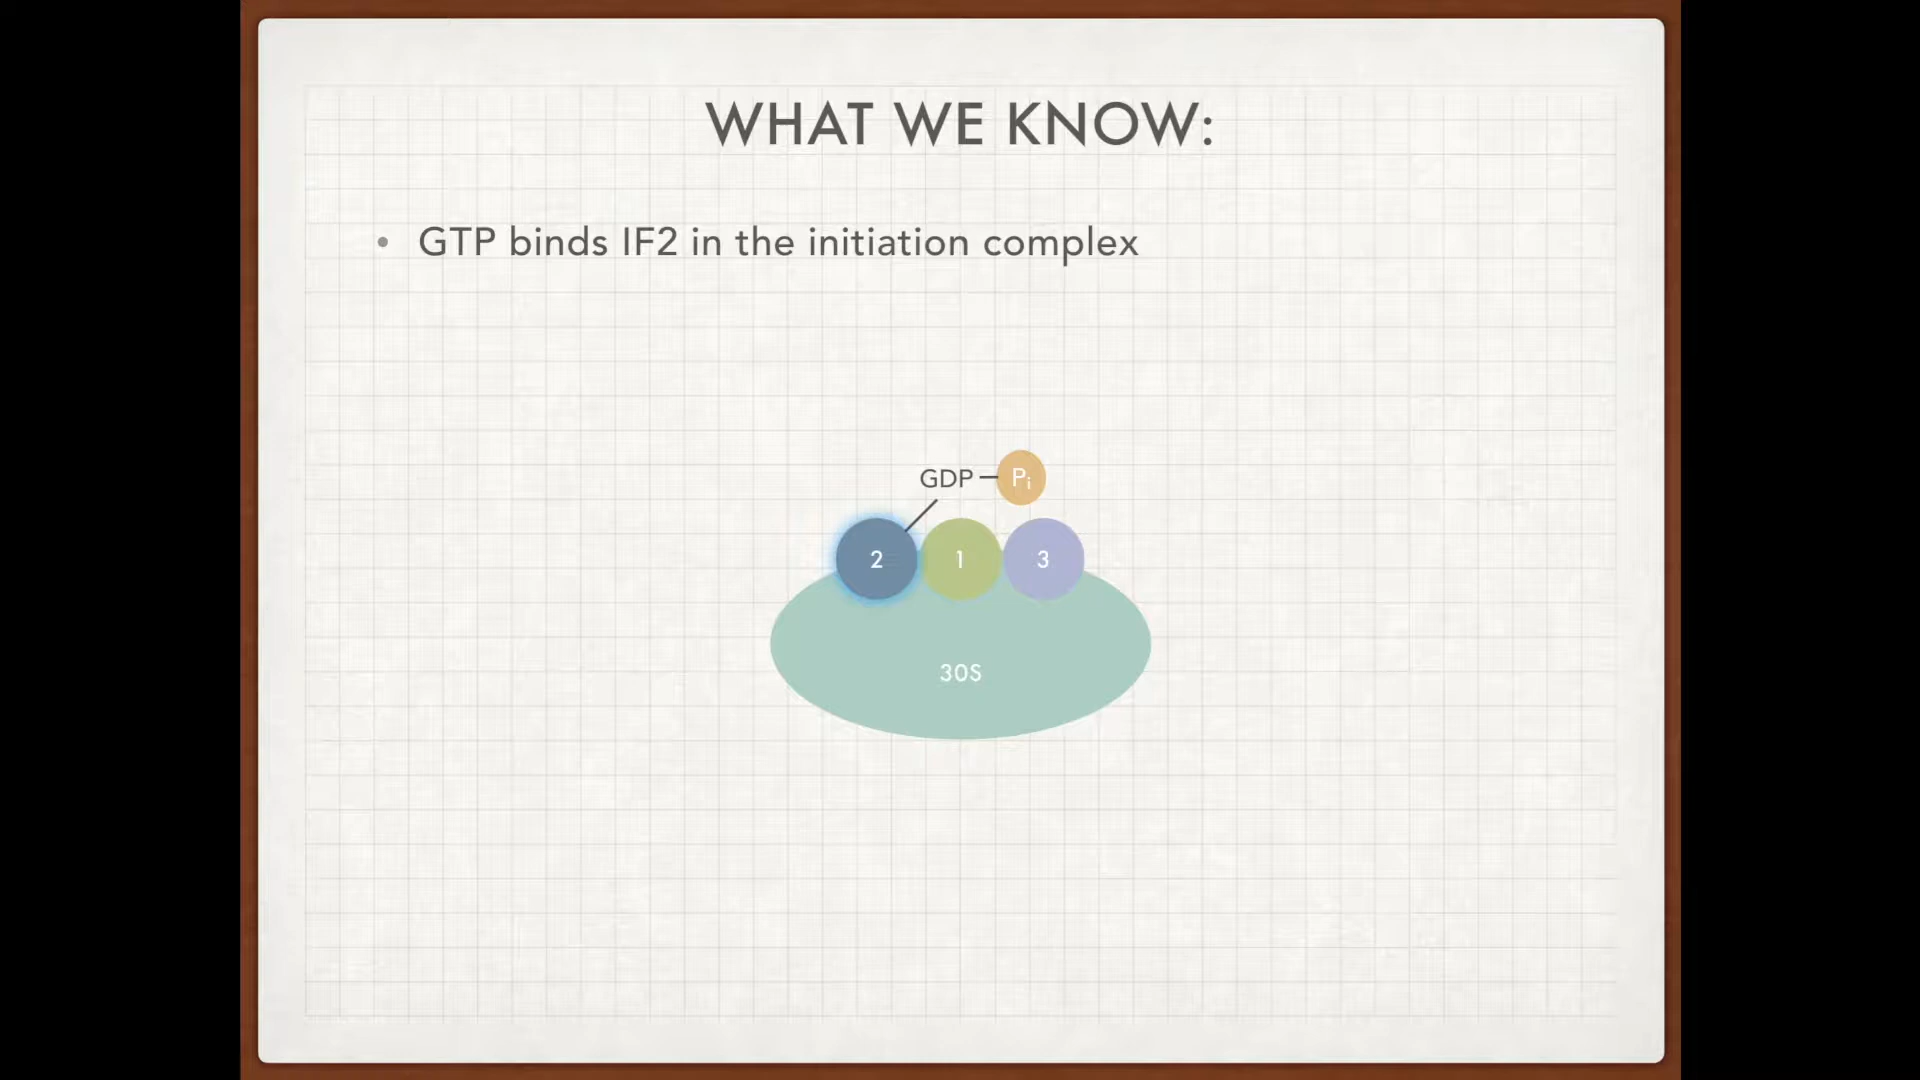 WHAT WE KNOW:
• GTP binds IF2 in the initiation complex
GDP Pi
2 1 3
30S